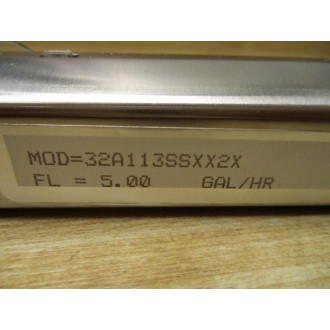 MOD=32A113SSXX2X
FL = 5.00 GAL/HR